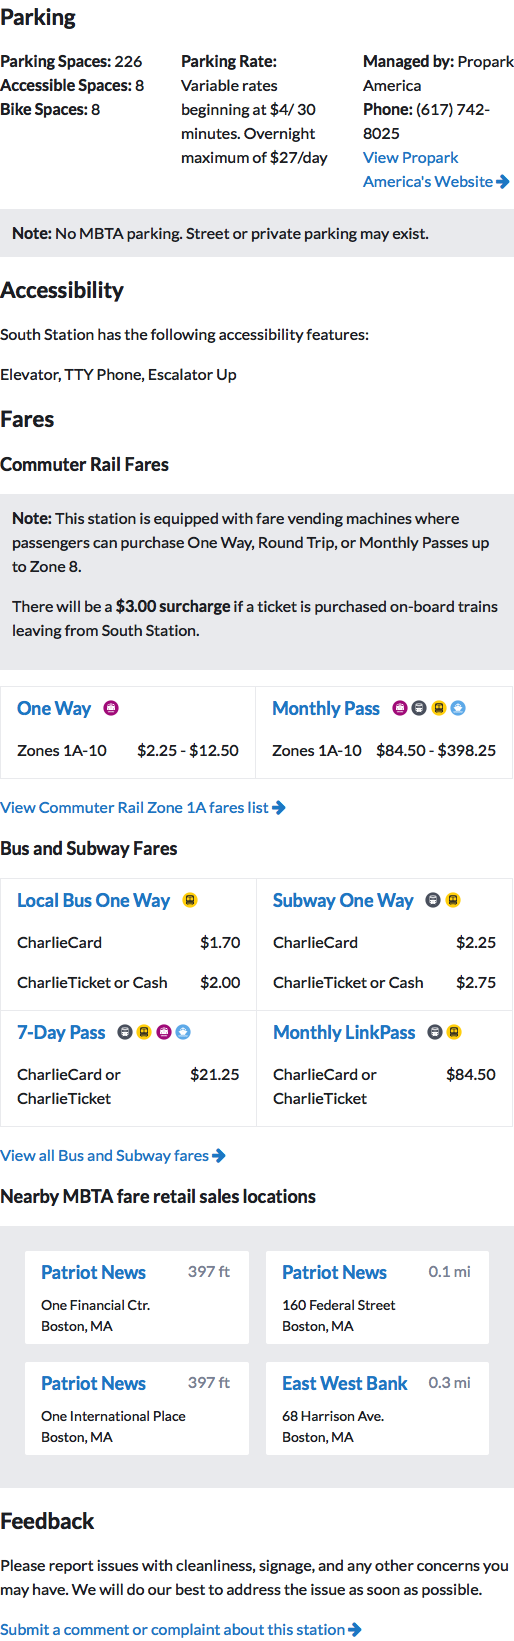 Parking
Parking Spaces: 226
Accessible Spaces: 8
Bike Spaces: 8
Parking Rate:
Variable rates
beginning at $4/ 30
minutes. Overnight
maximum of $27/day
Managed by: Propark
America
Phone: (617) 742-
8025
View Propark
America's Website
Note: No MBTA parking. Street or private parking may exist.
Accessibility
South Station has the following accessibility features:
Elevator, TTY Phone, Escalator Up
Fares
Commuter Rail Fares
Note: This station is equipped with fare vending machines where
passengers can purchase One Way, Round Trip, or Monthly Passes up
to Zone 8.
There will be a $3.00 surcharge if a ticket is purchased on-board trains
leaving from South Station.
One Way
Zones 1A-10 $2.25 - $12.50
Monthly Pass
Zones 1A-10 $84.50 - $398.25
View Commuter Rail Zone 1A fares list
Bus and Subway Fares
Local Bus One Way
CharlieCard $1.70
CharlieTicket or Cash $2.00
Subway One Way
CharlieCard $2.25
CharlieTicket or Cash $2.75
7-Day Pass
CharlieCard or $21.25
CharlieTicket
Monthly LinkPass
CharlieCard or $84.50
CharlieTicket
View all Bus and Subway fares
Nearby MBTA fare retail sales locations
Patriot News 397 ft
One Financial Ctr.
Boston, MA
Patriot News 0.1 mi
160 Federal Street
Boston, MA
Patriot News 397 ft
One International Place
Boston, MA
East West Bank 0.3 mi
68 Harrison Ave.
Boston, MA
Feedback
Please report issues with cleanliness, signage, and any other concerns you
may have. We will do our best to address the issue as soon as possible.
Submit a comment or complaint about this station